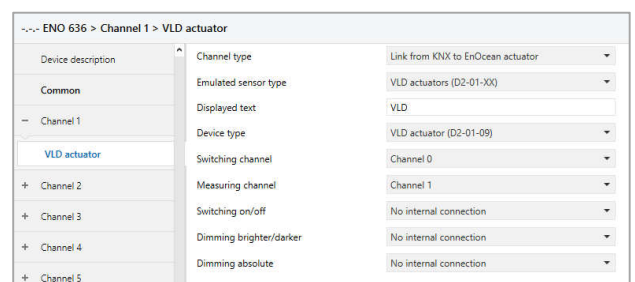 -.-.- ENO 636 > Channel 1 > VLD actuator
Device description
Common
− Channel 1
VLD actuator
+ Channel 2
+ Channel 3
+ Channel 4
+ Channel 5
Channel type Link from KNX to EnOcean actuator
Emulated sensor type VLD actuators (D2-01-XX)
Displayed text VLD
Device type VLD actuator (D2-01-09)
Switching channel Channel 0
Measuring channel Channel 1
Switching on/off No internal connection
Dimming brighter/darker No internal connection
Dimming absolute No internal connection